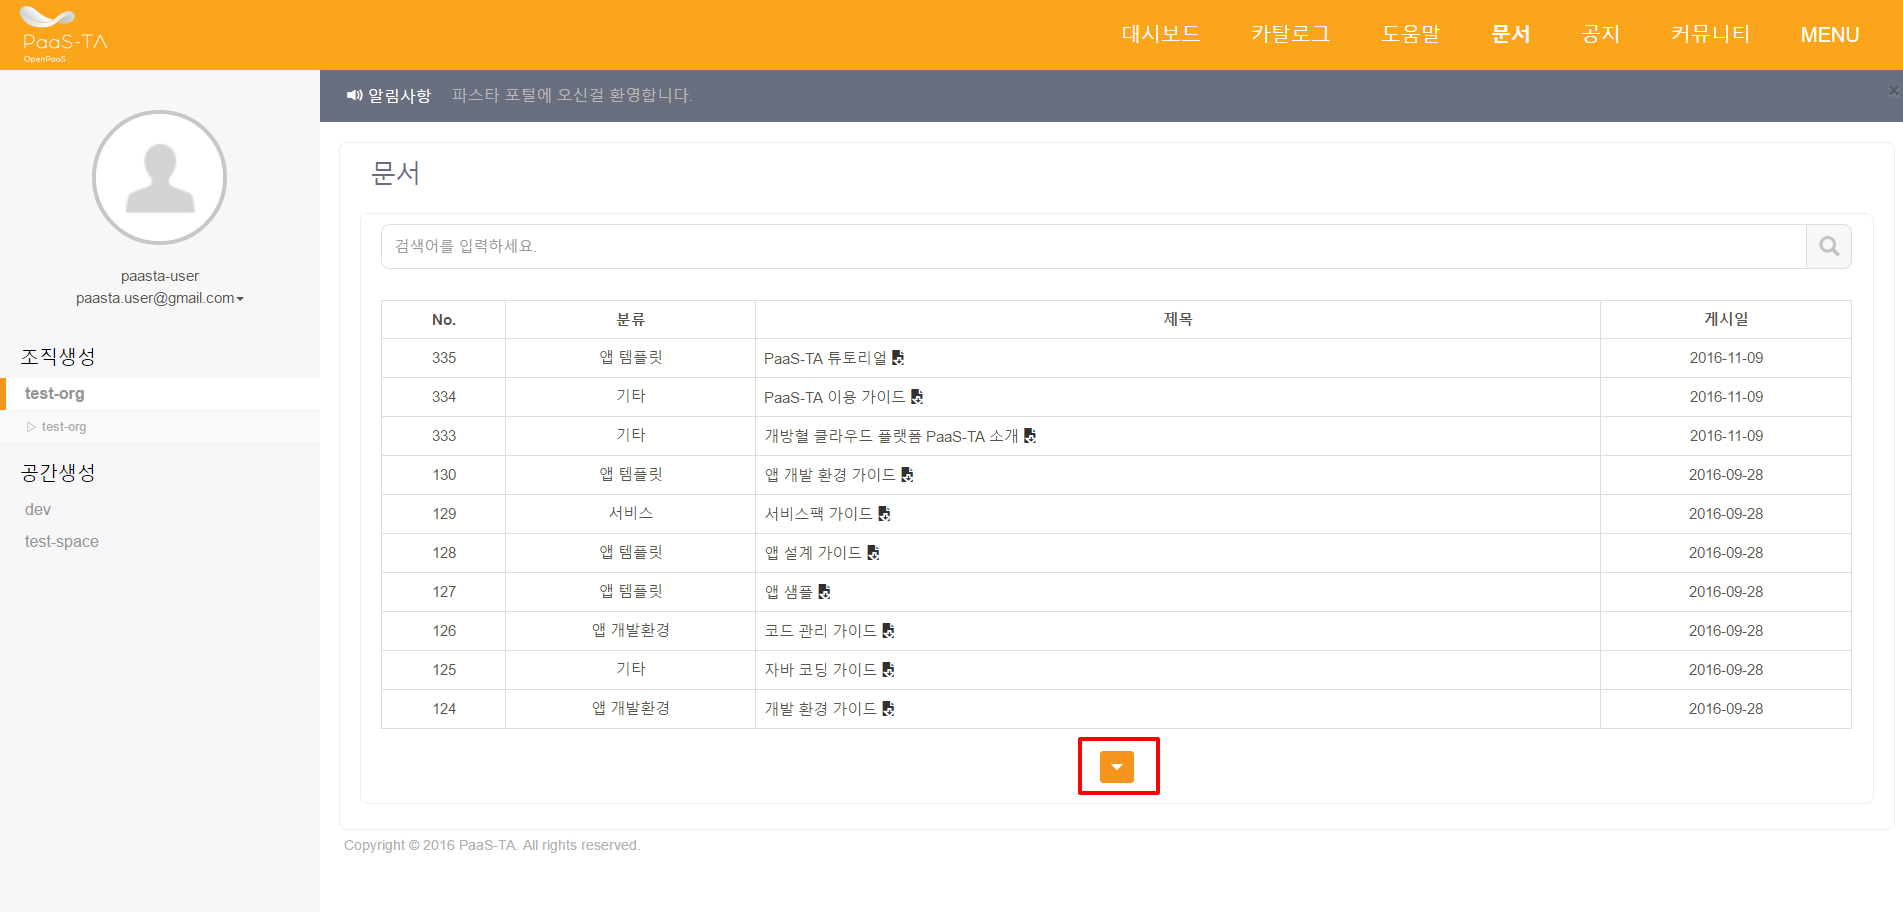 PaaS-TA
OpenPaaS
대시보드 카탈로그 도움말 문서 공지 커뮤니티 MENU
알림사항 파스타 포털에 오신걸 환영합니다. ×
paasta-user
paasta.user@gmail.com
조직생성
test-org
▷ test-org
공간생성
dev
test-space
문서
검색어를 입력하세요.
No. 분류 제목 게시일
335 앱 템플릿 PaaS-TA 튜토리얼 2016-11-09
334 기타 PaaS-TA 이용 가이드 2016-11-09
333 기타 개방형 클라우드 플랫폼 PaaS-TA 소개 2016-11-09
130 앱 템플릿 앱 개발 환경 가이드 2016-09-28
129 서비스 서비스팩 가이드 2016-09-28
128 앱 템플릿 앱 설계 가이드 2016-09-28
127 앱 템플릿 앱 샘플 2016-09-28
126 앱 개발환경 코드 관리 가이드 2016-09-28
125 기타 자바 코딩 가이드 2016-09-28
124 앱 개발환경 개발 환경 가이드 2016-09-28
Copyright © 2016 PaaS-TA. All rights reserved.